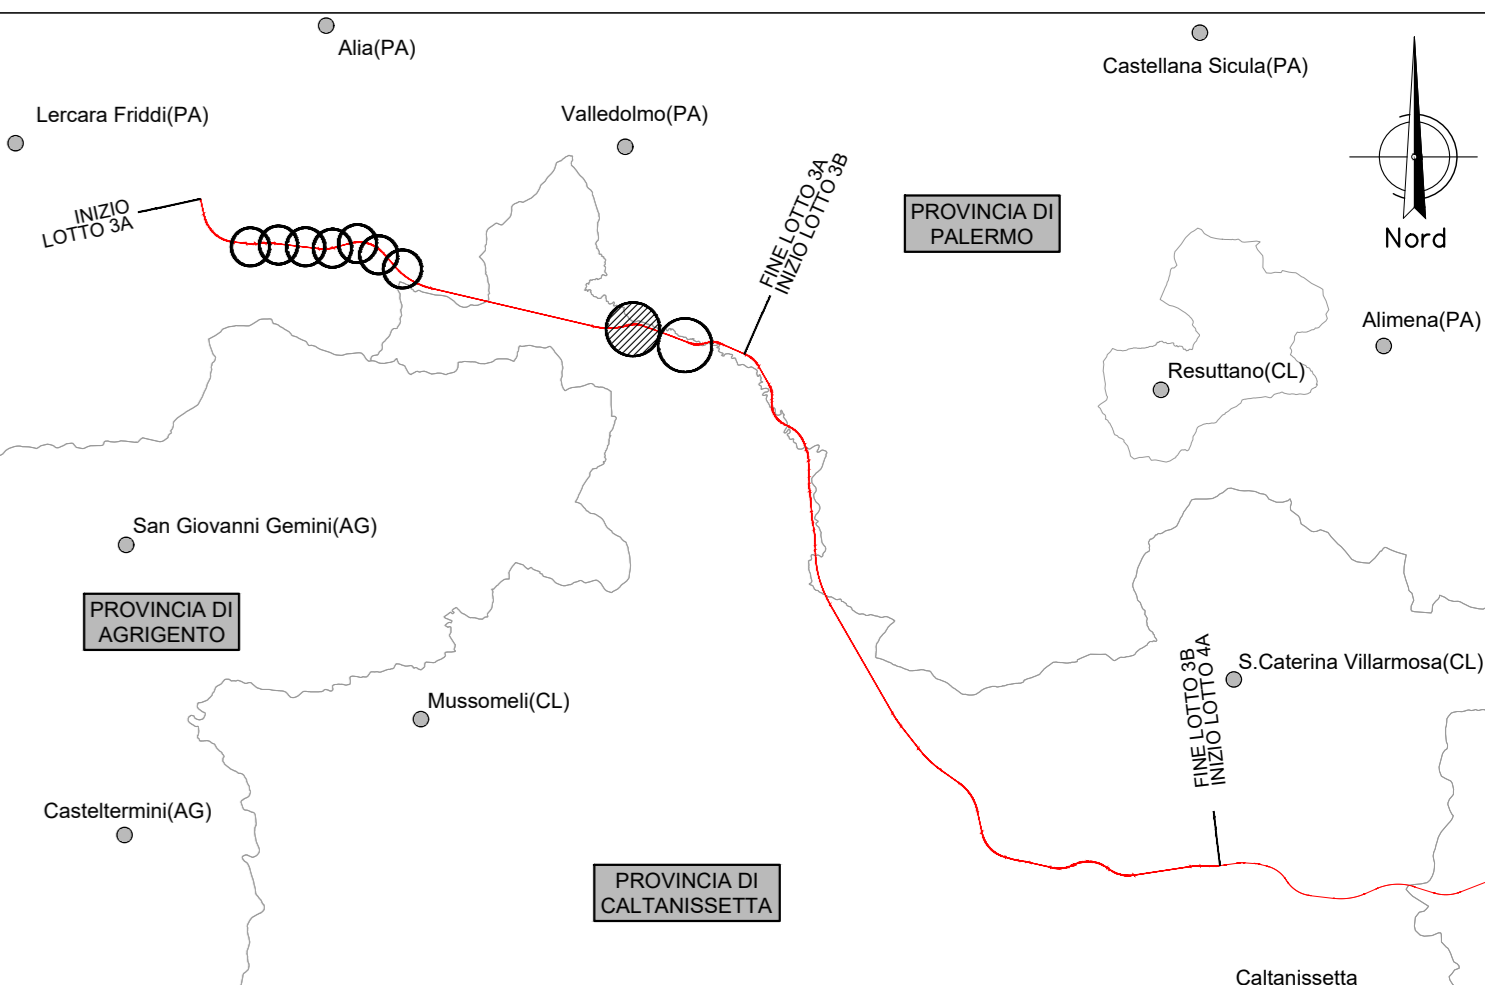 Alia(PA)
Castellana Sicula(PA)
Lercara Friddi(PA)
Valledolmo(PA)
INIZIO
LOTTO 3A
FINE LOTTO 3A
INIZIO LOTTO 3B
PROVINCIA DI
PALERMO
Nord
Alimena(PA)
Resuttano(CL)
San Giovanni Gemini(AG)
PROVINCIA DI
AGRIGENTO
FINE LOTTO 3B
INIZIO LOTTO 4A
S.Caterina Villarmosa(CL)
Mussomeli(CL)
Casteltermini(AG)
PROVINCIA DI
CALTANISSETTA
Caltanissetta